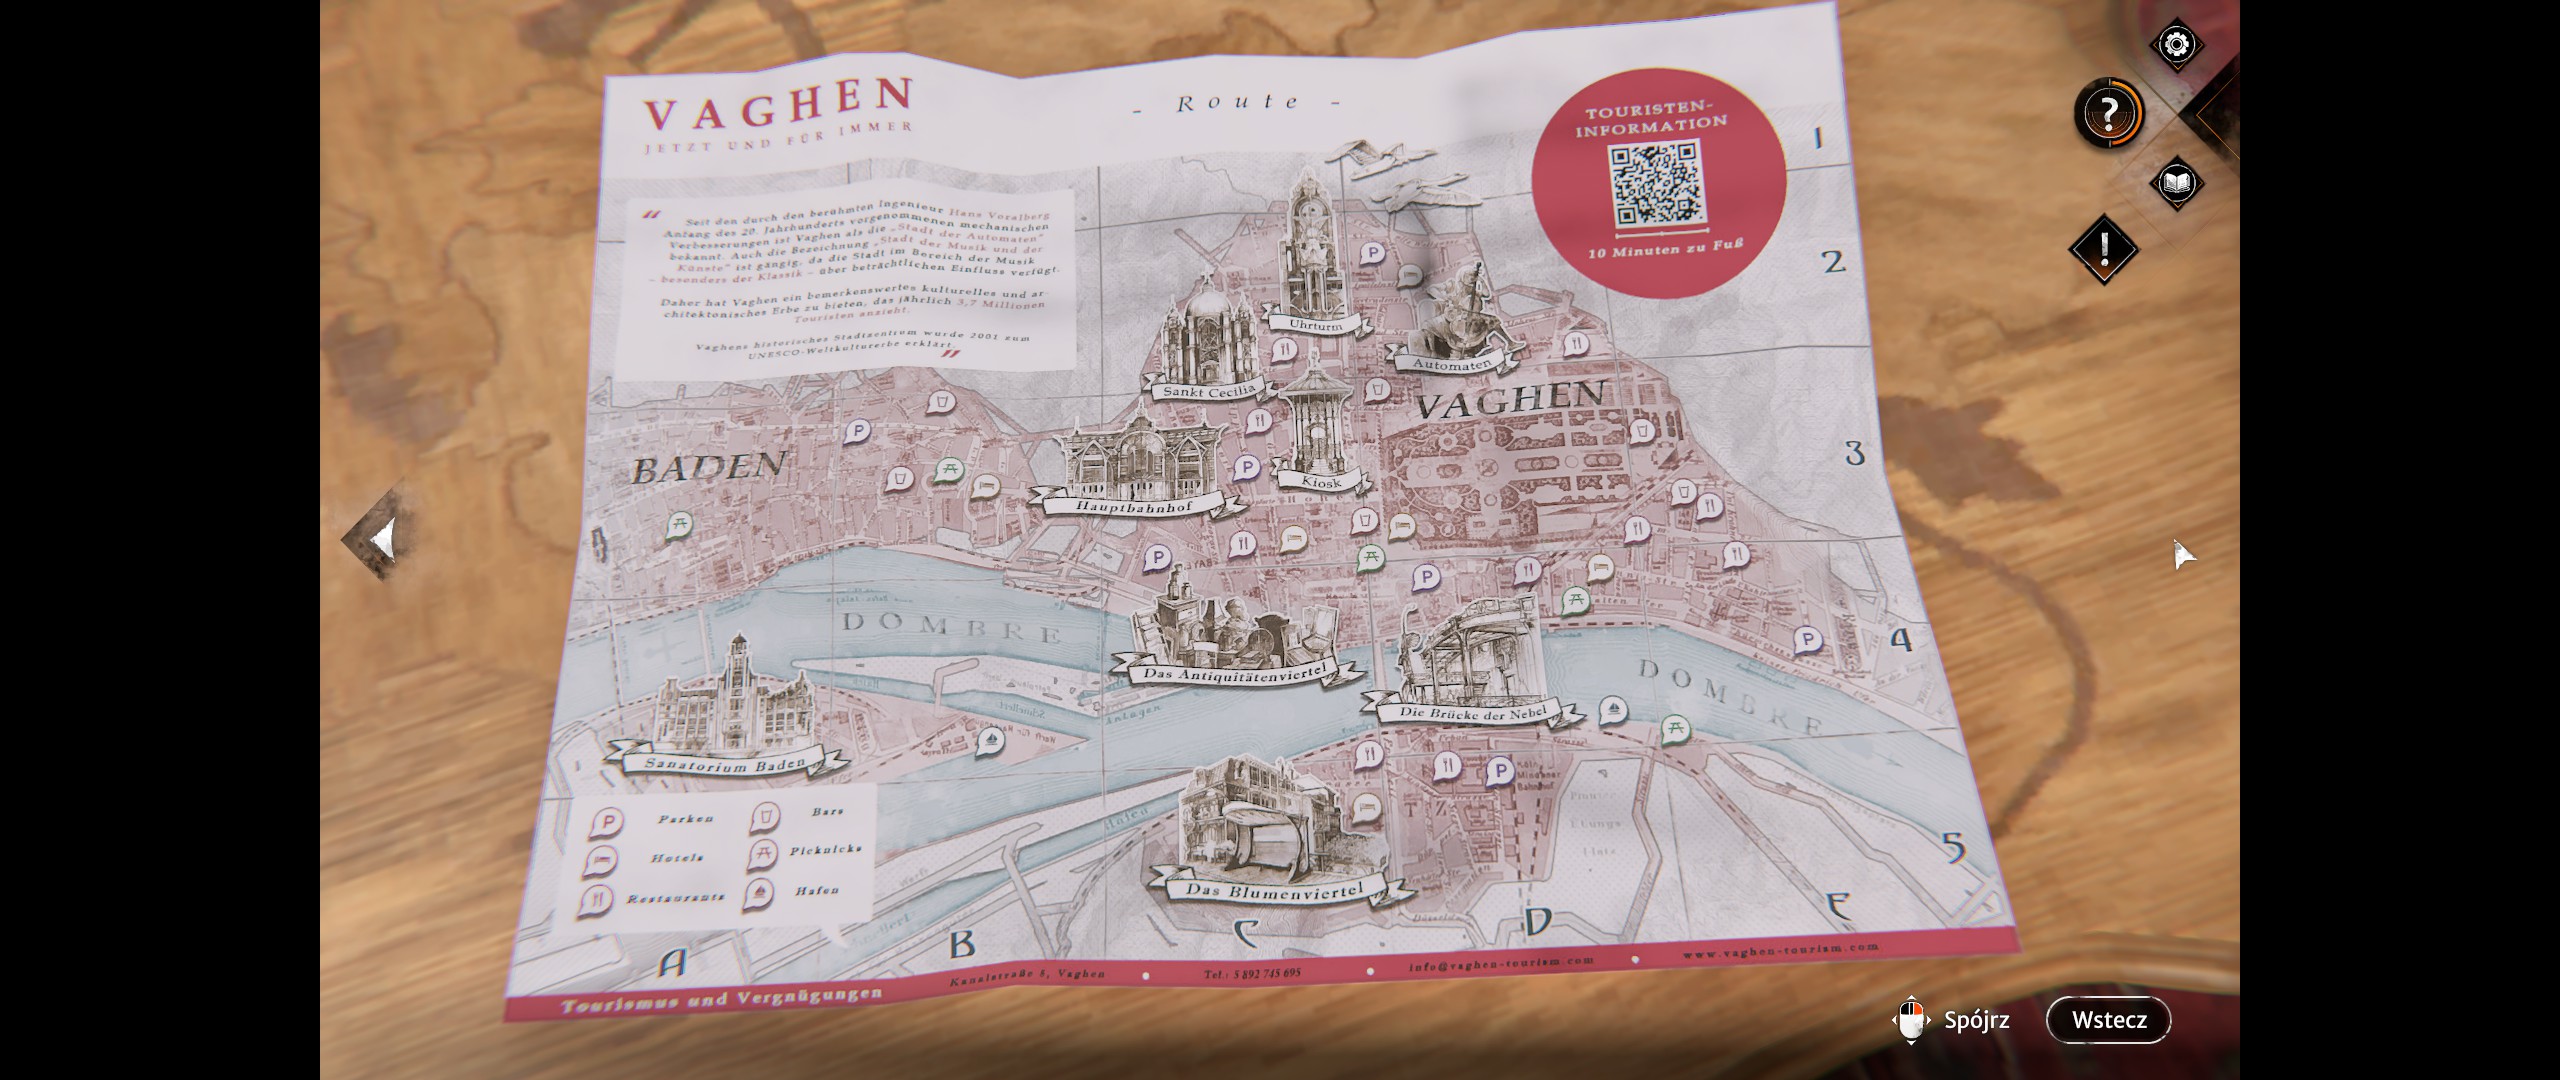 VAGHEN
JETZT UND FÜR IMMER
- Route -
TOURISTEN-
INFORMATION
10 Minuten zu Fuß
1
2
3
4
5
" Seit den durch den berühmten Ingenieur Hans Voralberg
Anfang des 20. Jahrhunderts vorgenommenen mechanischen
Verbesserungen ist Vaghen als die „Stadt der Automaten"
bekannt. Auch die Bezeichnung „Stadt der Musik und der
Künste" ist gängig, da die Stadt im Bereich der Musik
– besonders der Klassik – über beträchtlichen Einfluss verfügt.
Daher hat Vaghen ein bemerkenswertes kulturelles und ar-
chitektonisches Erbe zu bieten, das jährlich 3,7 Millionen
Touristen anzieht.
Vaghens historisches Stadtzentrum wurde 2001 zum
UNESCO-Weltkulturerbe erklärt. "
Uhrturm
Automaten
Sankt Cecilia
VAGHEN
BADEN
Kiosk
Hauptbahnhof
DOMBRE
Das Antiquitätenviertel
DOMBRE
Die Brücke der Nebel
Sanatorium Baden
Anlagen
Hafen
Das Blumenviertel
P Parken
Bars
Hotels
Picknicks
Restaurants
Hafen
A
B
C
D
E
Tourismus und Vergnügungen
Kanalstraße 8, Vaghen • Tel.: 5 892 745 695 • info@vaghen-tourism.com • www.vaghen-tourism.com
Spójrz
Wstecz